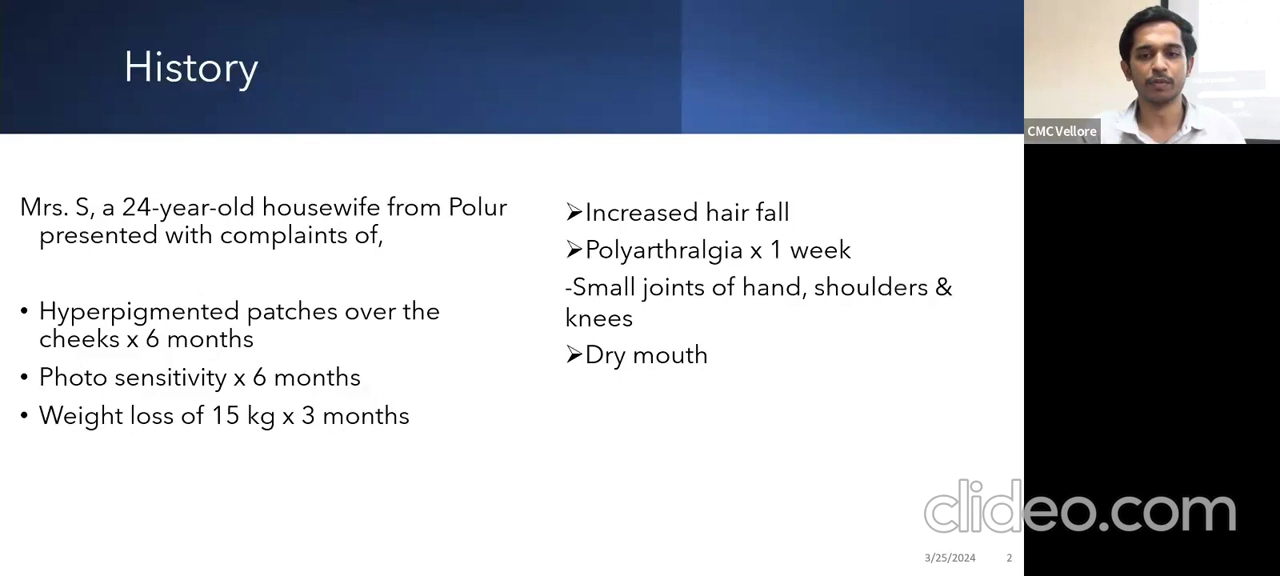 History
CMC Vellore
Mrs. S, a 24-year-old housewife from Polur
presented with complaints of,
• Hyperpigmented patches over the
cheeks x 6 months
• Photo sensitivity x 6 months
• Weight loss of 15 kg x 3 months
➢Increased hair fall
➢Polyarthralgia x 1 week
-Small joints of hand, shoulders &
knees
➢Dry mouth
clideo.com
3/25/2024 2